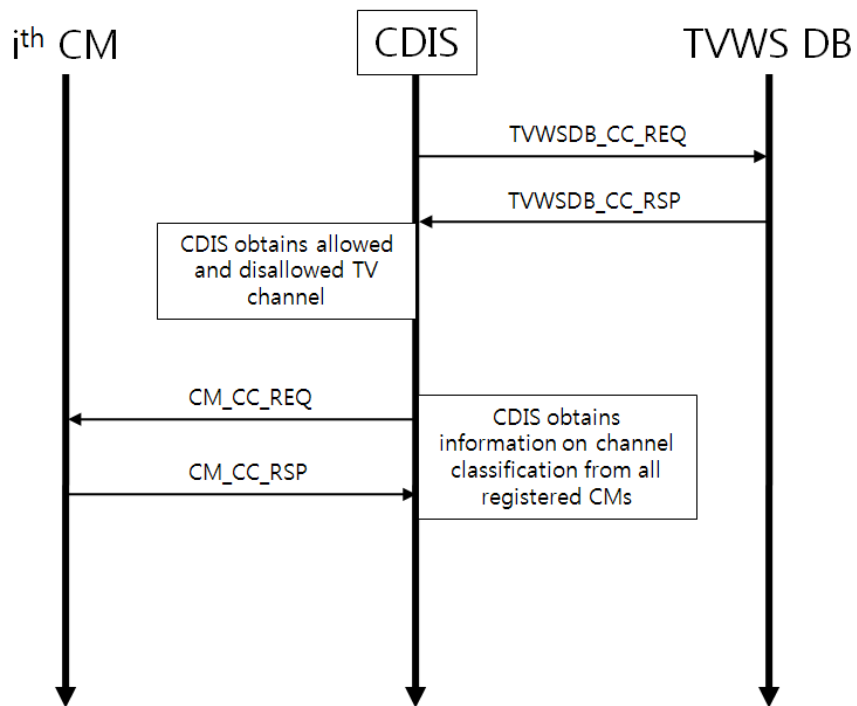 ith CM
CDIS
TVWS DB
TVWSDB_CC_REQ
TVWSDB_CC_RSP
CDIS obtains allowed
and disallowed TV
channel
CM_CC_REQ
CDIS obtains
information on channel
classification from all
registered CMs
CM_CC_RSP